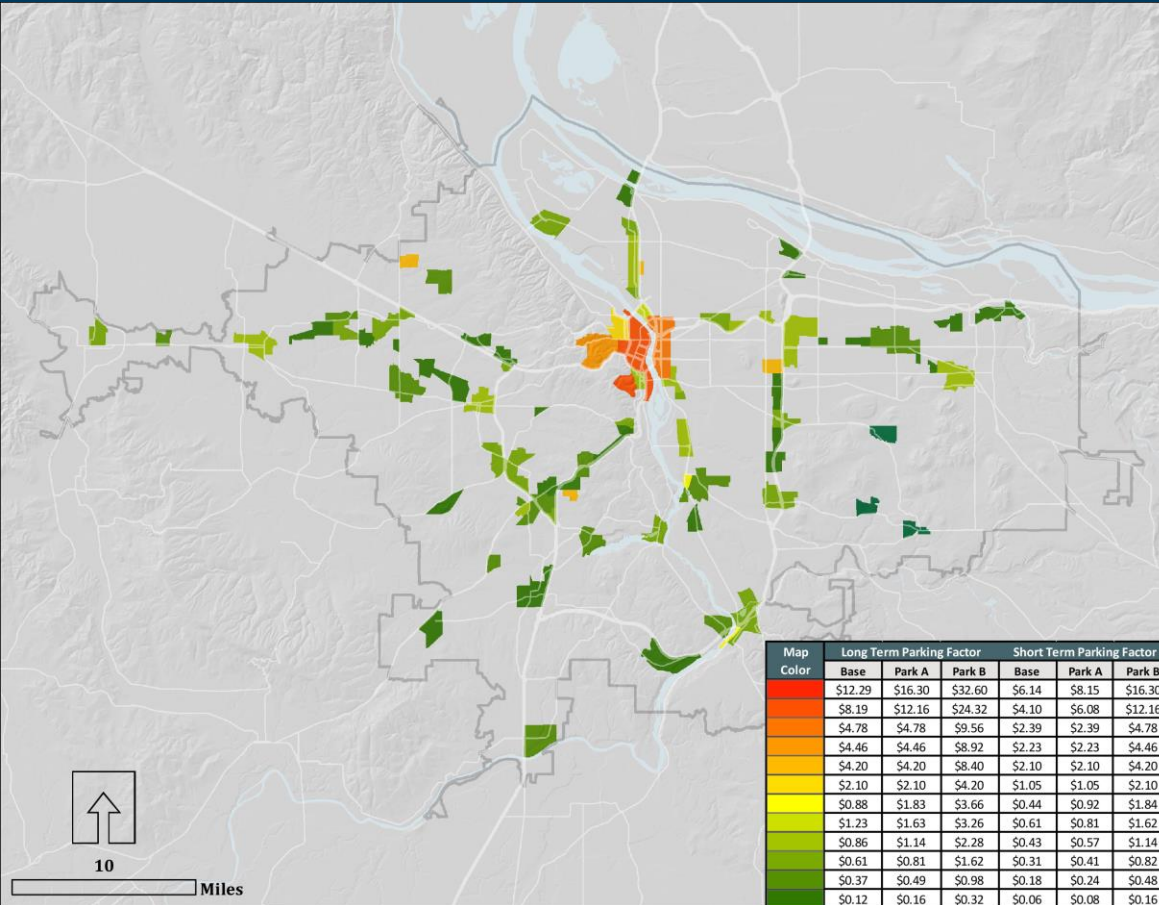 10
Miles
Map Color Long Term Parking Factor Short Term Parking Factor
Base Park A Park B Base Park A Park B
$12.29 $16.30 $32.60 $6.14 $8.15 $16.30
$8.19 $12.16 $24.32 $4.10 $6.08 $12.16
$4.78 $4.78 $9.56 $2.39 $2.39 $4.78
$4.46 $4.46 $8.92 $2.23 $2.23 $4.46
$4.20 $4.20 $8.40 $2.10 $2.10 $4.20
$2.10 $2.10 $4.20 $1.05 $1.05 $2.10
$0.88 $1.83 $3.66 $0.44 $0.92 $1.84
$1.23 $1.63 $3.26 $0.61 $0.81 $1.62
$0.86 $1.14 $2.28 $0.43 $0.57 $1.14
$0.61 $0.81 $1.62 $0.31 $0.41 $0.82
$0.37 $0.49 $0.98 $0.18 $0.24 $0.48
$0.12 $0.16 $0.32 $0.06 $0.08 $0.16